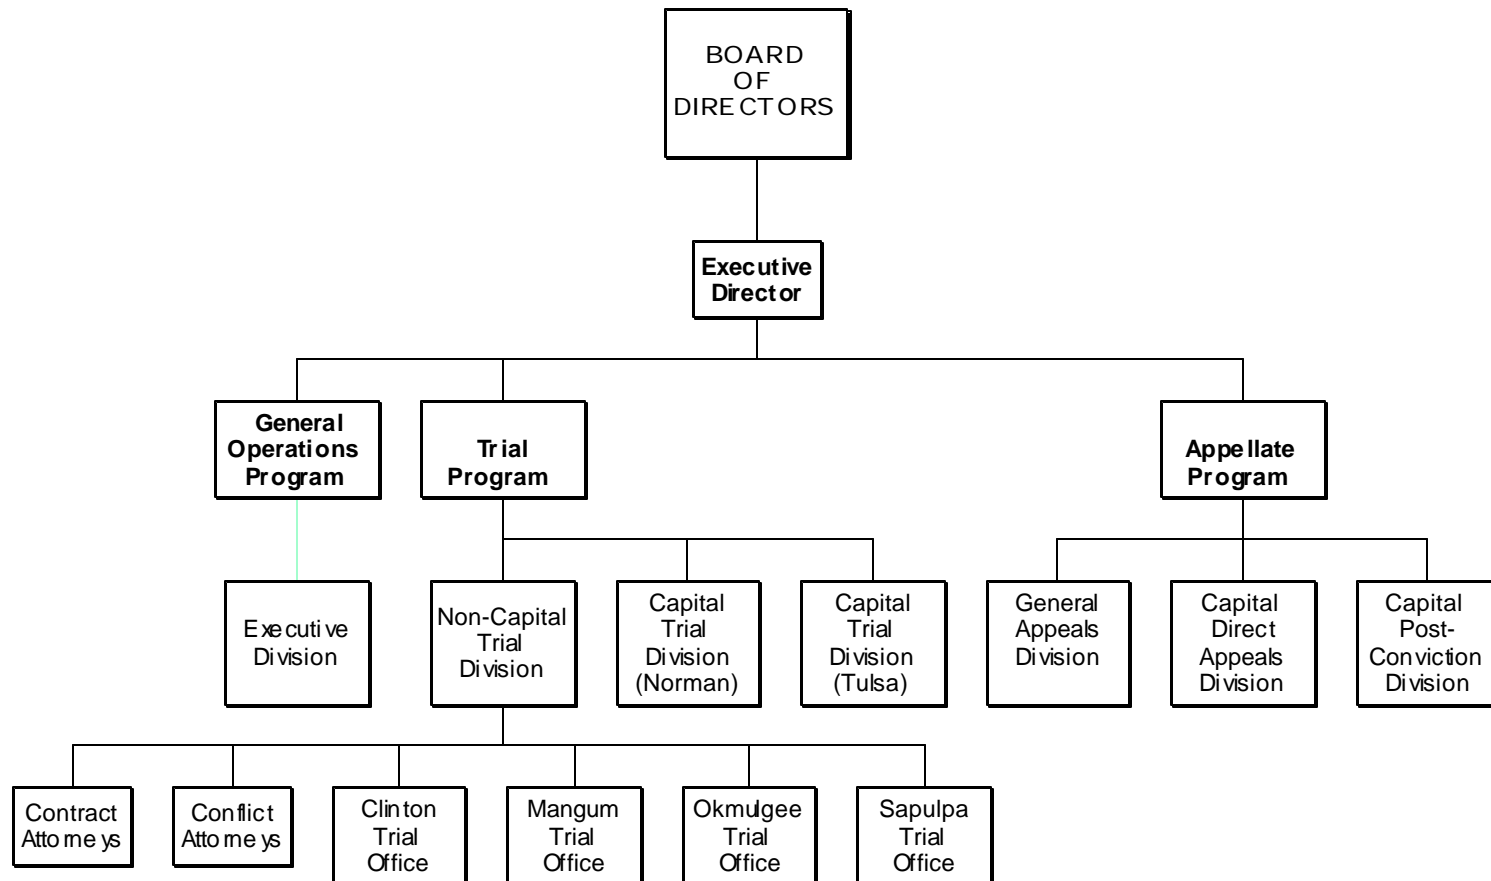 BOARD
OF
DIRECTORS
Executive
Director
General
Operations
Program
Trial
Program
Appellate
Program
Executive
Division
Non-Capital
Trial
Division
Capital
Trial
Division
(Norman)
Capital
Trial
Division
(Tulsa)
General
Appeals
Division
Capital
Direct
Appeals
Division
Capital
Post-
Conviction
Division
Contract
Attorneys
Conflict
Attorneys
Clinton
Trial
Office
Mangum
Trial
Office
Okmulgee
Trial
Office
Sapulpa
Trial
Office